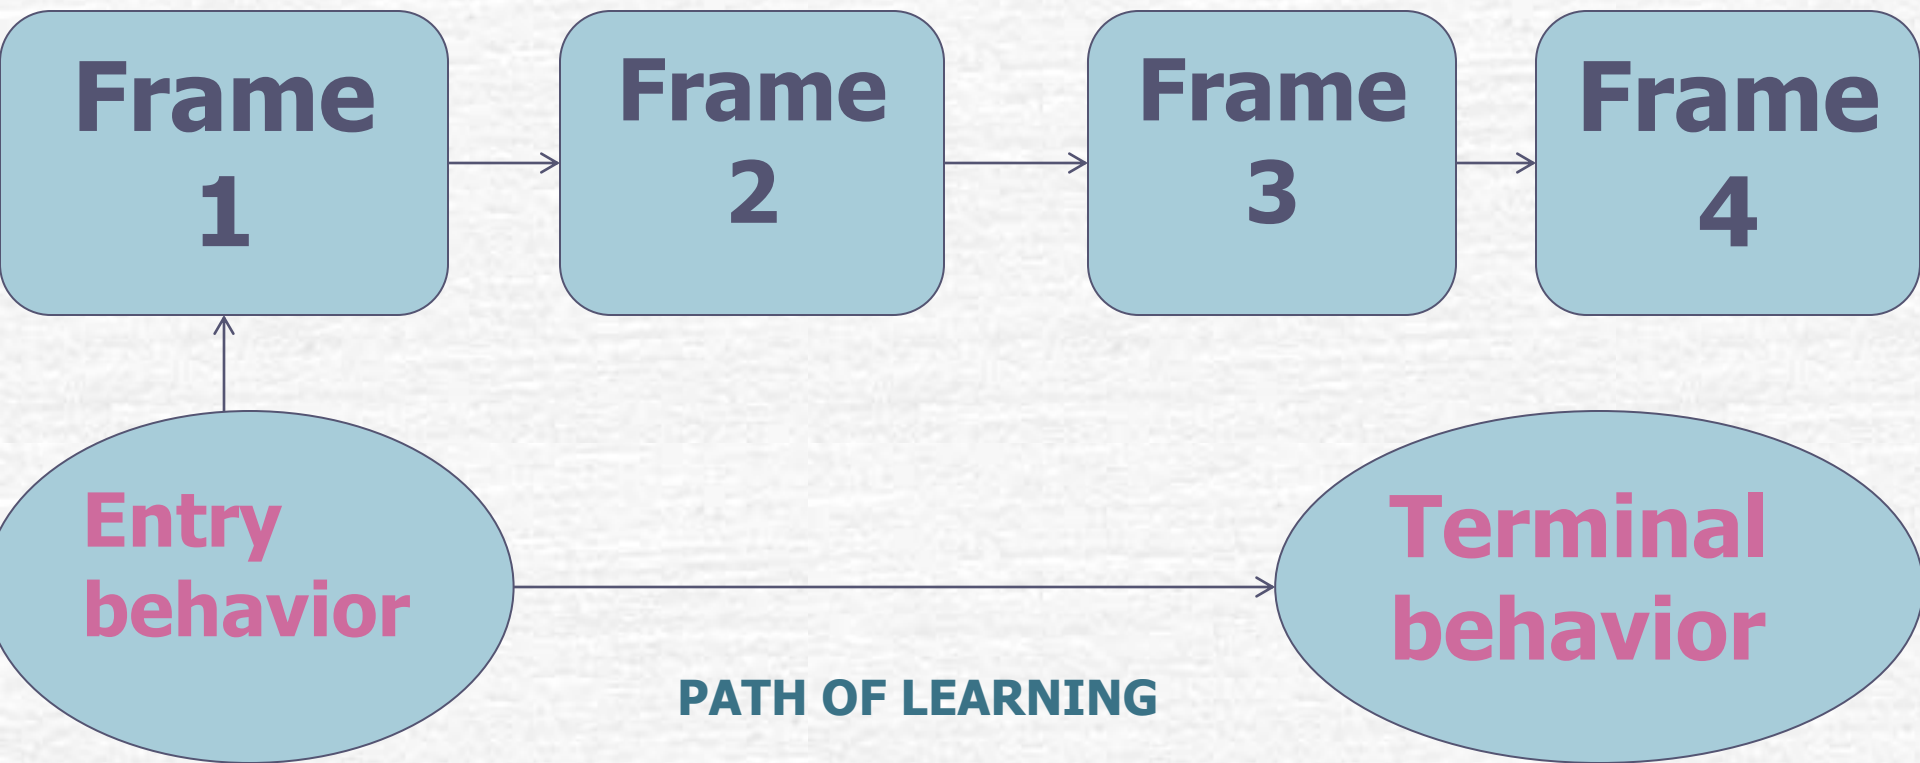 Frame
1
Frame
2
Frame
3
Frame
4
Entry
behavior
Terminal
behavior
PATH OF LEARNING